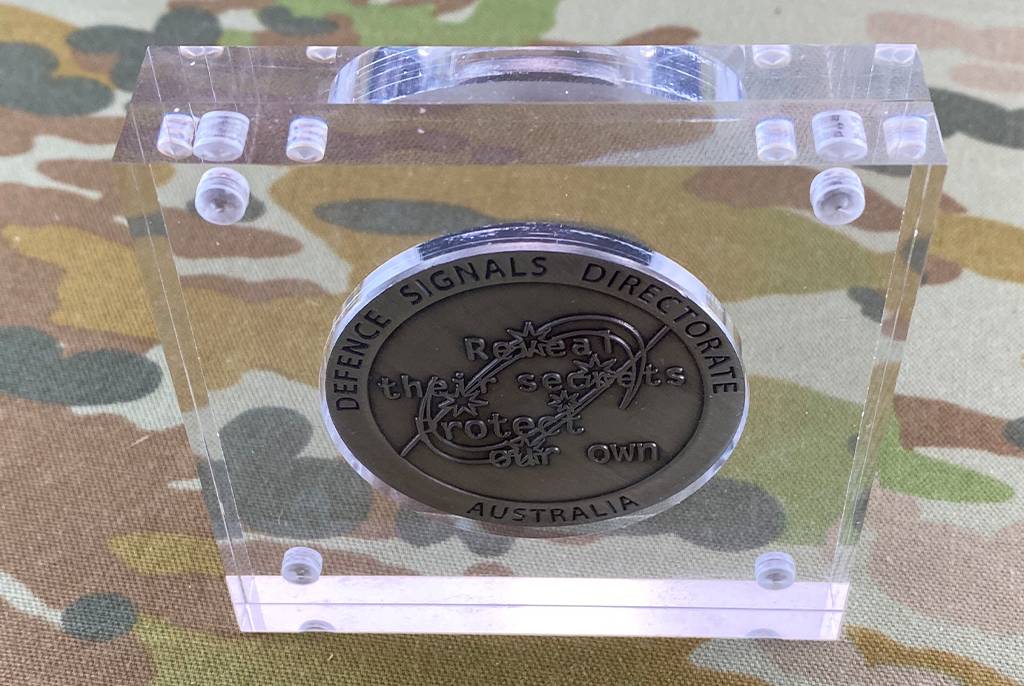 DEFENCE SIGNALS DIRECTORATE
Reveal
their secrets
Protect
our own
AUSTRALIA